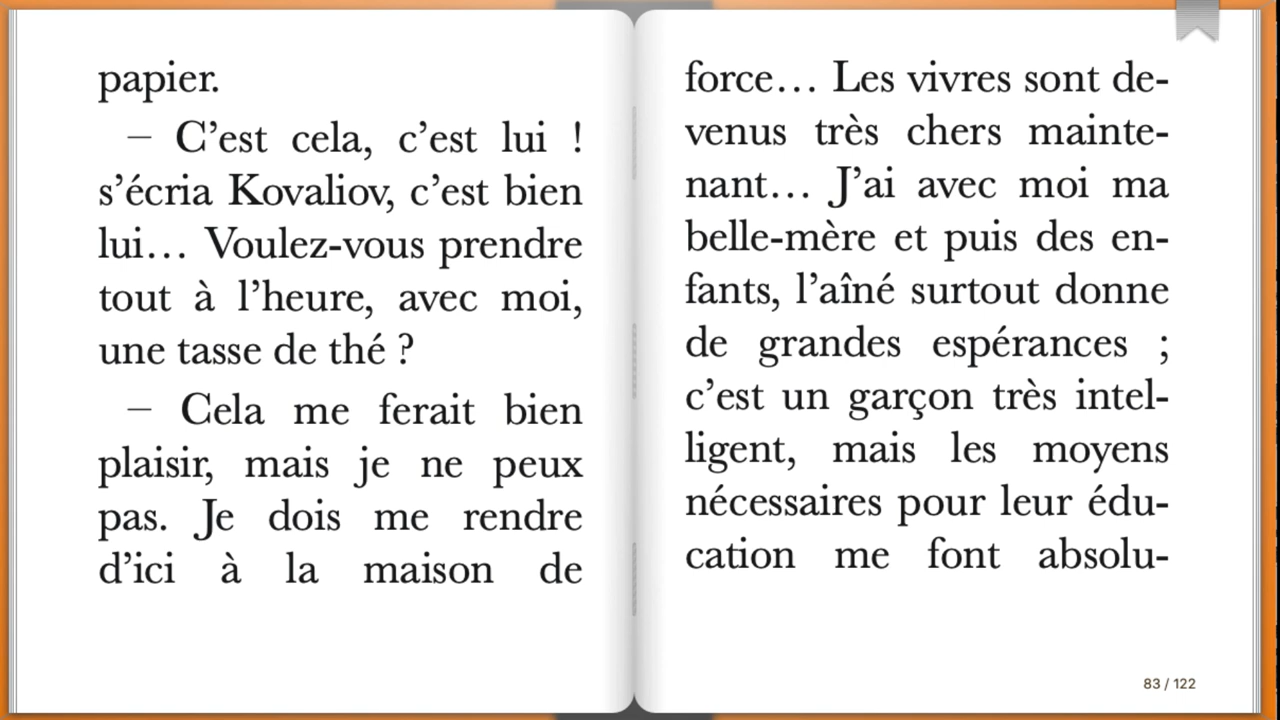 papier.
– C’est cela, c’est lui !
s’écria Kovaliov, c’est bien
lui… Voulez-vous prendre
tout à l’heure, avec moi,
une tasse de thé ?
– Cela me ferait bien
plaisir, mais je ne peux
pas. Je dois me rendre
d’ici à la maison de
force… Les vivres sont de-
venus très chers mainte-
nant… J’ai avec moi ma
belle-mère et puis des en-
fants, l’aîné surtout donne
de grandes espérances ;
c’est un garçon très intel-
ligent, mais les moyens
nécessaires pour leur édu-
cation me font absolu-
83 / 122